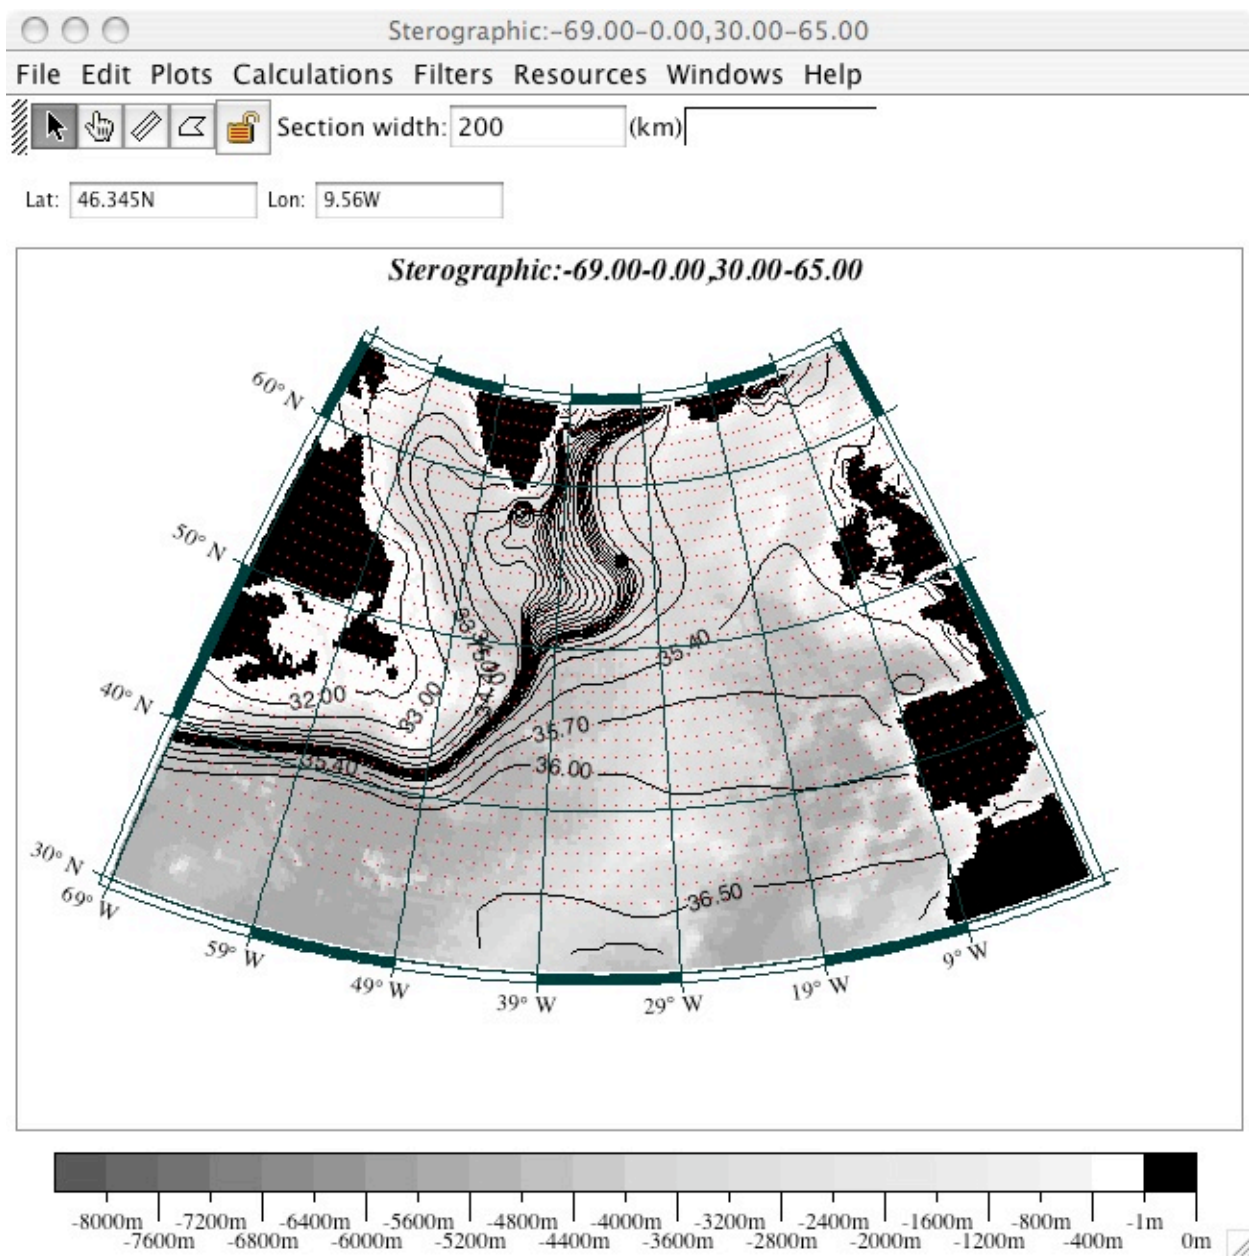 Sterographic:-69.00-0.00,30.00-65.00
File Edit Plots Calculations Filters Resources Windows Help
Section width: 200 (km)
Lat: 46.345N Lon: 9.56W
Sterographic:-69.00-0.00,30.00-65.00
60° N
50° N
40° N
30° N
69° W
59° W
49° W
39° W
29° W
19° W
9° W
32.00
33.00
35.40
35.70
36.00
35.40
36.50
-8000m -7200m -6400m -5600m -4800m -4000m -3200m -2400m -1600m -800m -1m
-7600m -6800m -6000m -5200m -4400m -3600m -2800m -2000m -1200m -400m 0m